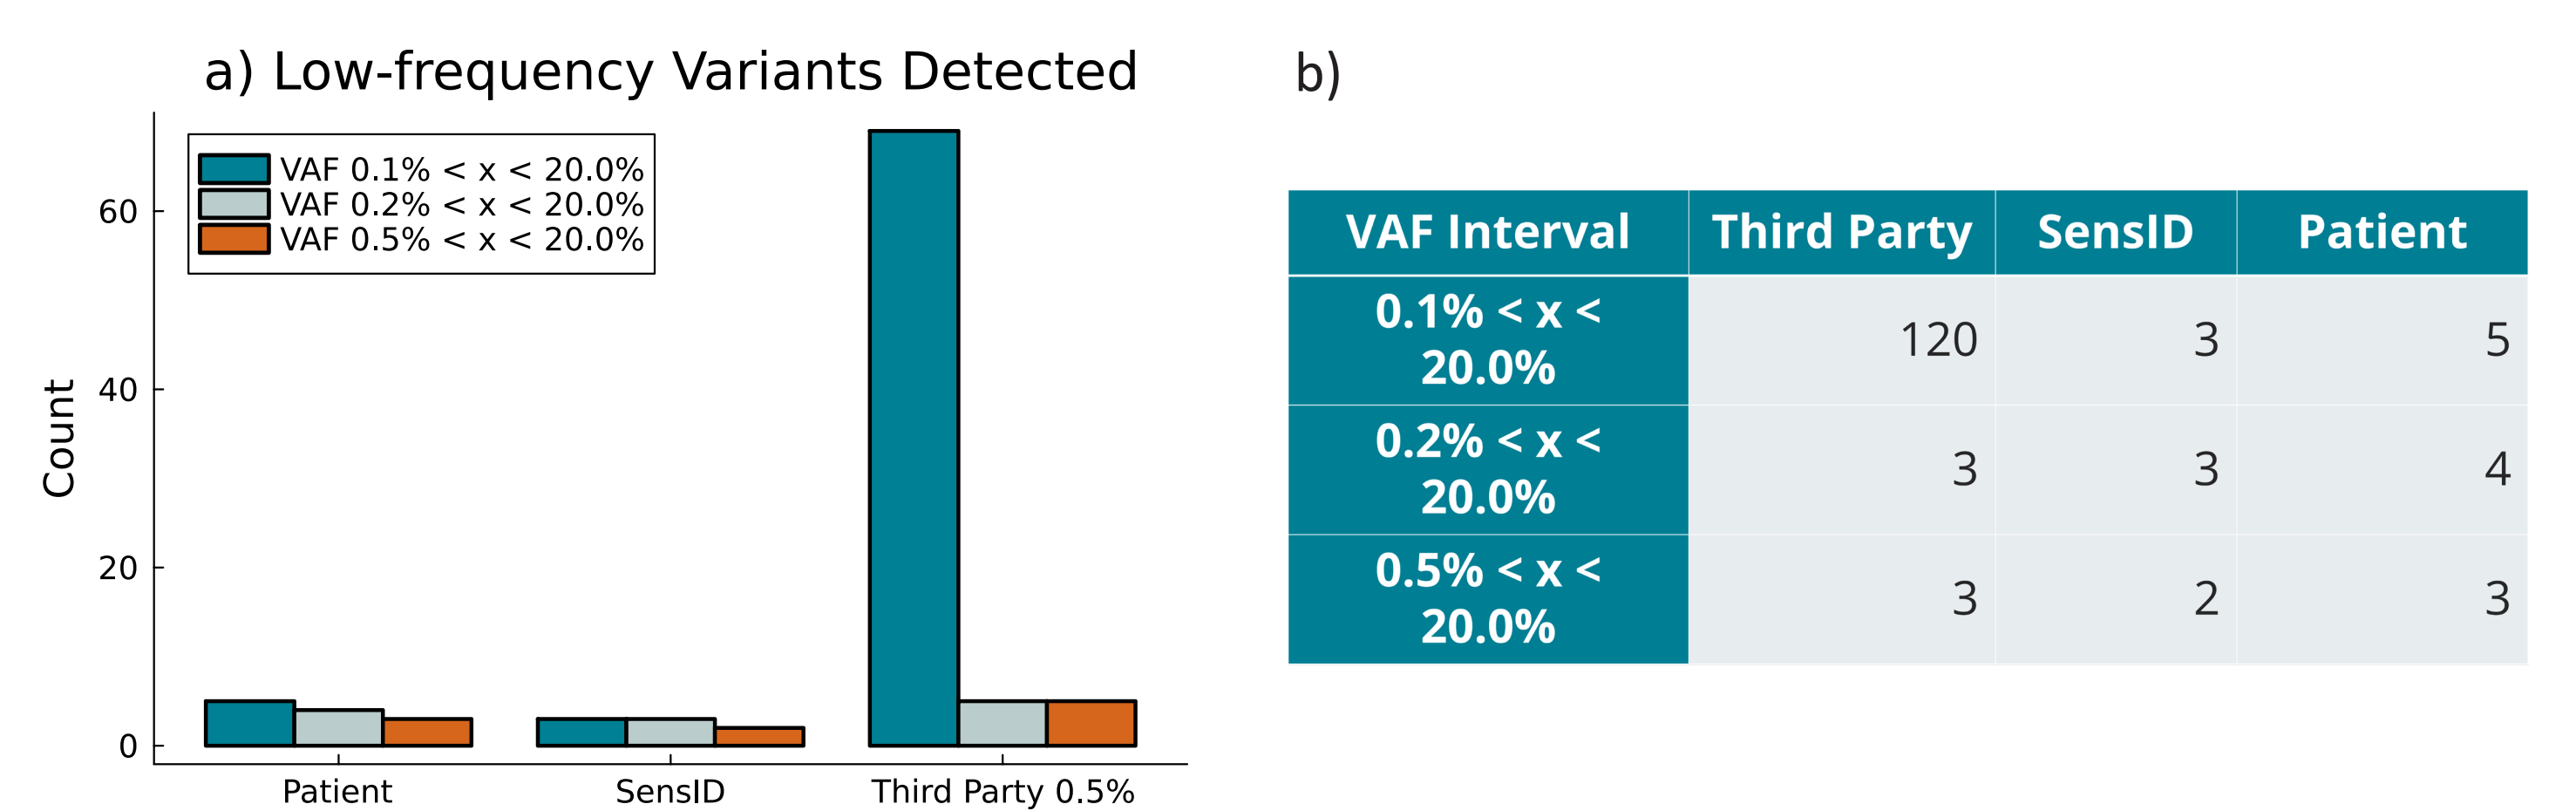 a) Low-frequency Variants Detected
VAF 0.1% < x < 20.0%
VAF 0.2% < x < 20.0%
VAF 0.5% < x < 20.0%
Count
60
40
20
0
Patient
SensID
Third Party 0.5%
b)
VAF Interval Third Party SensID Patient
0.1% < x <
20.0%
120 3 5
0.2% < x <
20.0%
3 3 4
0.5% < x <
20.0%
3 2 3